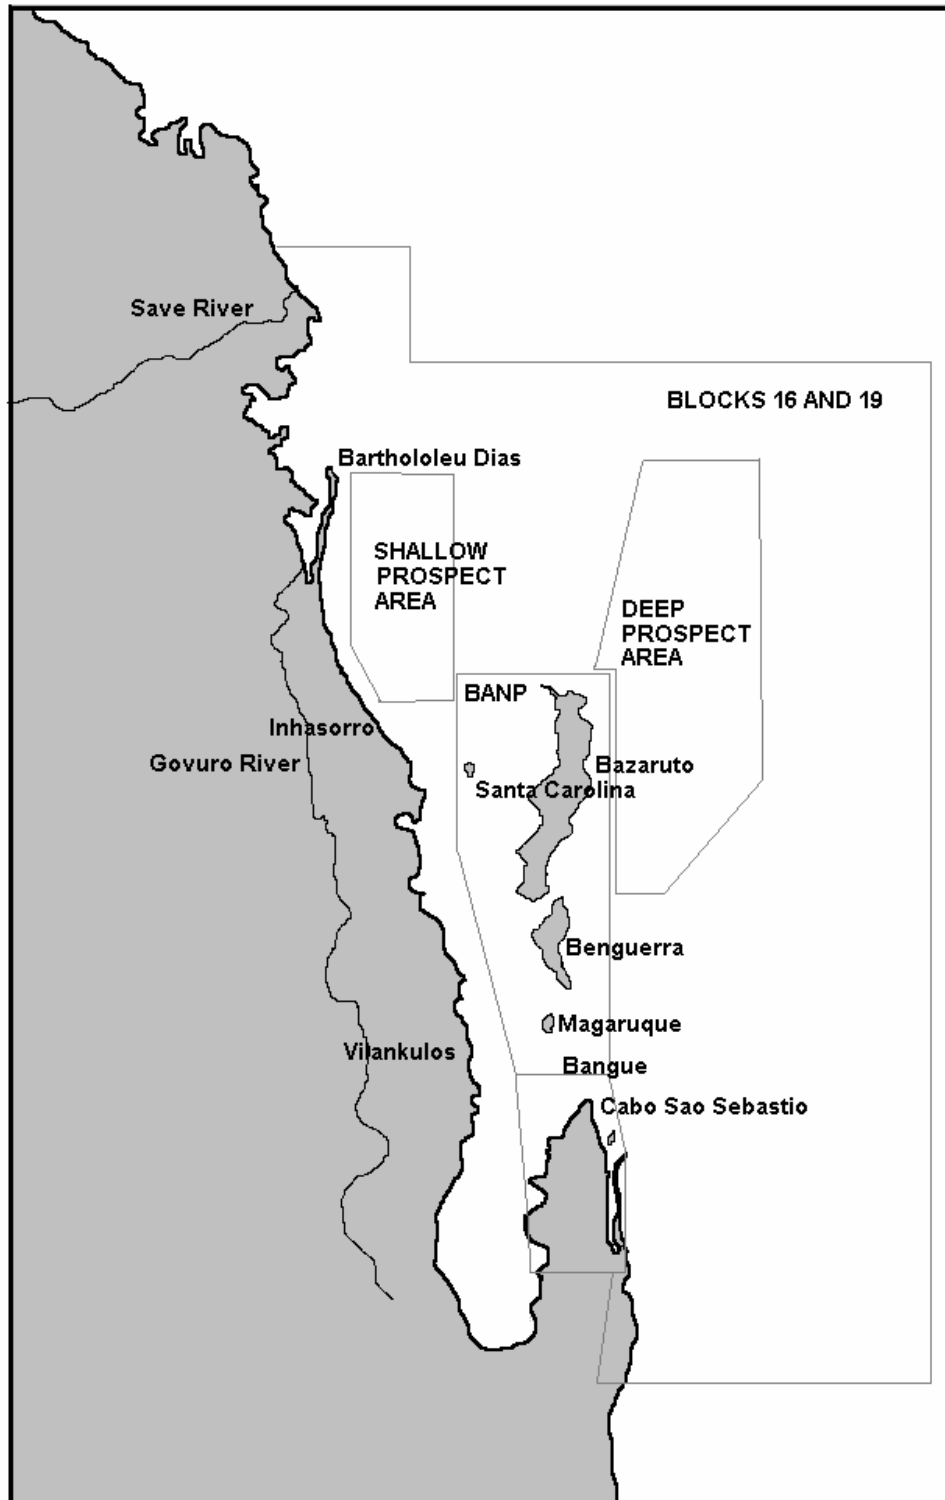 Save River
BLOCKS 16 AND 19
Barthololeu Dias
SHALLOW
PROSPECT
AREA
DEEP
PROSPECT
AREA
BANP
Inhasorro
Govuro River
Bazaruto
Santa Carolina
Benguerra
Magaruque
Vilankulos
Bangue
Cabo Sao Sebastio